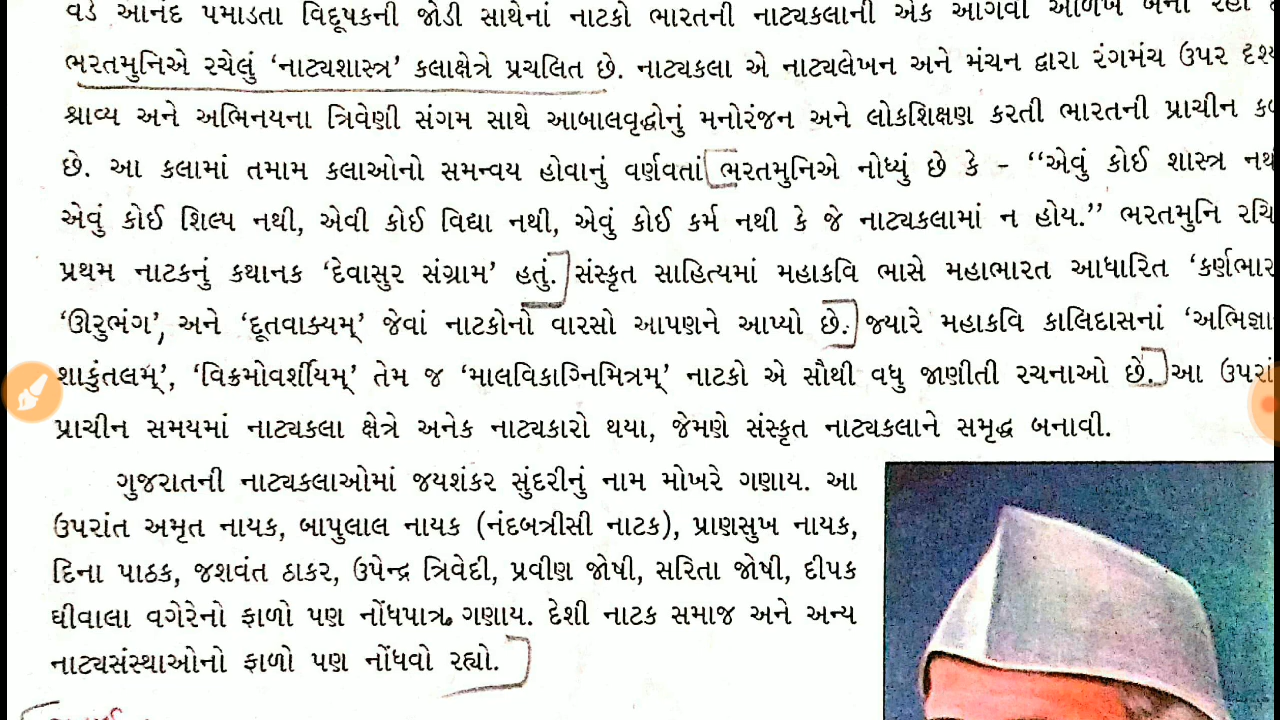 વડે આનંદ પમાડતા વિદૂષકની જોડી સાથેનાં નાટકો ભારતની નાટ્યકલાની એક આગવી ઓળખ બની રહી
ભરતમુનિએ રચેલું ‘નાટ્યશાસ્ત્ર’ કલાક્ષેત્રે પ્રચલિત છે. નાટ્યકલા એ નાટ્યલેખન અને મંચન દ્વારા રંગમંચ ઉપર
શ્રાવ્ય અને અભિનયના ત્રિવેણી સંગમ સાથે આબાલવૃદ્ધોનું મનોરંજન અને લોકશિક્ષણ કરતી ભારતની પ્રાચીન
છે. આ કલામાં તમામ કલાઓનો સમન્વય હોવાનું વર્ણવતાં ભરતમુનિએ નોધ્યું છે કે - “એવું કોઈ શાસ્ત્ર
એવું કોઈ શિલ્પ નથી, એવી કોઈ વિદ્યા નથી, એવું કોઈ કર્મ નથી કે જે નાટ્યકલામાં ન હોય.” ભરતમુનિ
પ્રથમ નાટકનું કથાનક ‘દેવાસુર સંગ્રામ’ હતું. સંસ્કૃત સાહિત્યમાં મહાકવિ ભાસે મહાભારત આધારિત ‘કર્ણભાર
‘ઊરુભંગ’, અને ‘દૂતવાક્યમ્’ જેવાં નાટકોનો વારસો આપણને આપ્યો છે. જ્યારે મહાકવિ કાલિદાસનાં
શાકુંતલમ્’, ‘વિક્રમોવર્શીયમ્’ તેમ જ ‘માલવિકાગ્નિમિત્રમ્’ નાટકો એ સૌથી વધુ જાણીતી રચનાઓ છે. આ
પ્રાચીન સમયમાં નાટ્યકલા ક્ષેત્રે અનેક નાટ્યકારો થયા, જેમણે સંસ્કૃત નાટ્યકલાને સમૃદ્ધ બનાવી.
ગુજરાતની નાટ્યકલાઓમાં જયશંકર સુંદરીનું નામ મોખરે ગણાય. આ
ઉપરાંત અમૃત નાયક, બાપુલાલ નાયક (નંદબત્રીસી નાટક), પ્રાણસુખ નાયક,
દિના પાઠક, જશવંત ઠાકર, ઉપેન્દ્ર ત્રિવેદી, પ્રવીણ જોષી, સરિતા જોષી, દીપક
ઘીવાલા વગેરેનો ફાળો પણ નોંધપાત્ર ગણાય. દેશી નાટક સમાજ અને અન્ય
નાટ્યસંસ્થાઓનો ફાળો પણ નોંધવો રહ્યો.